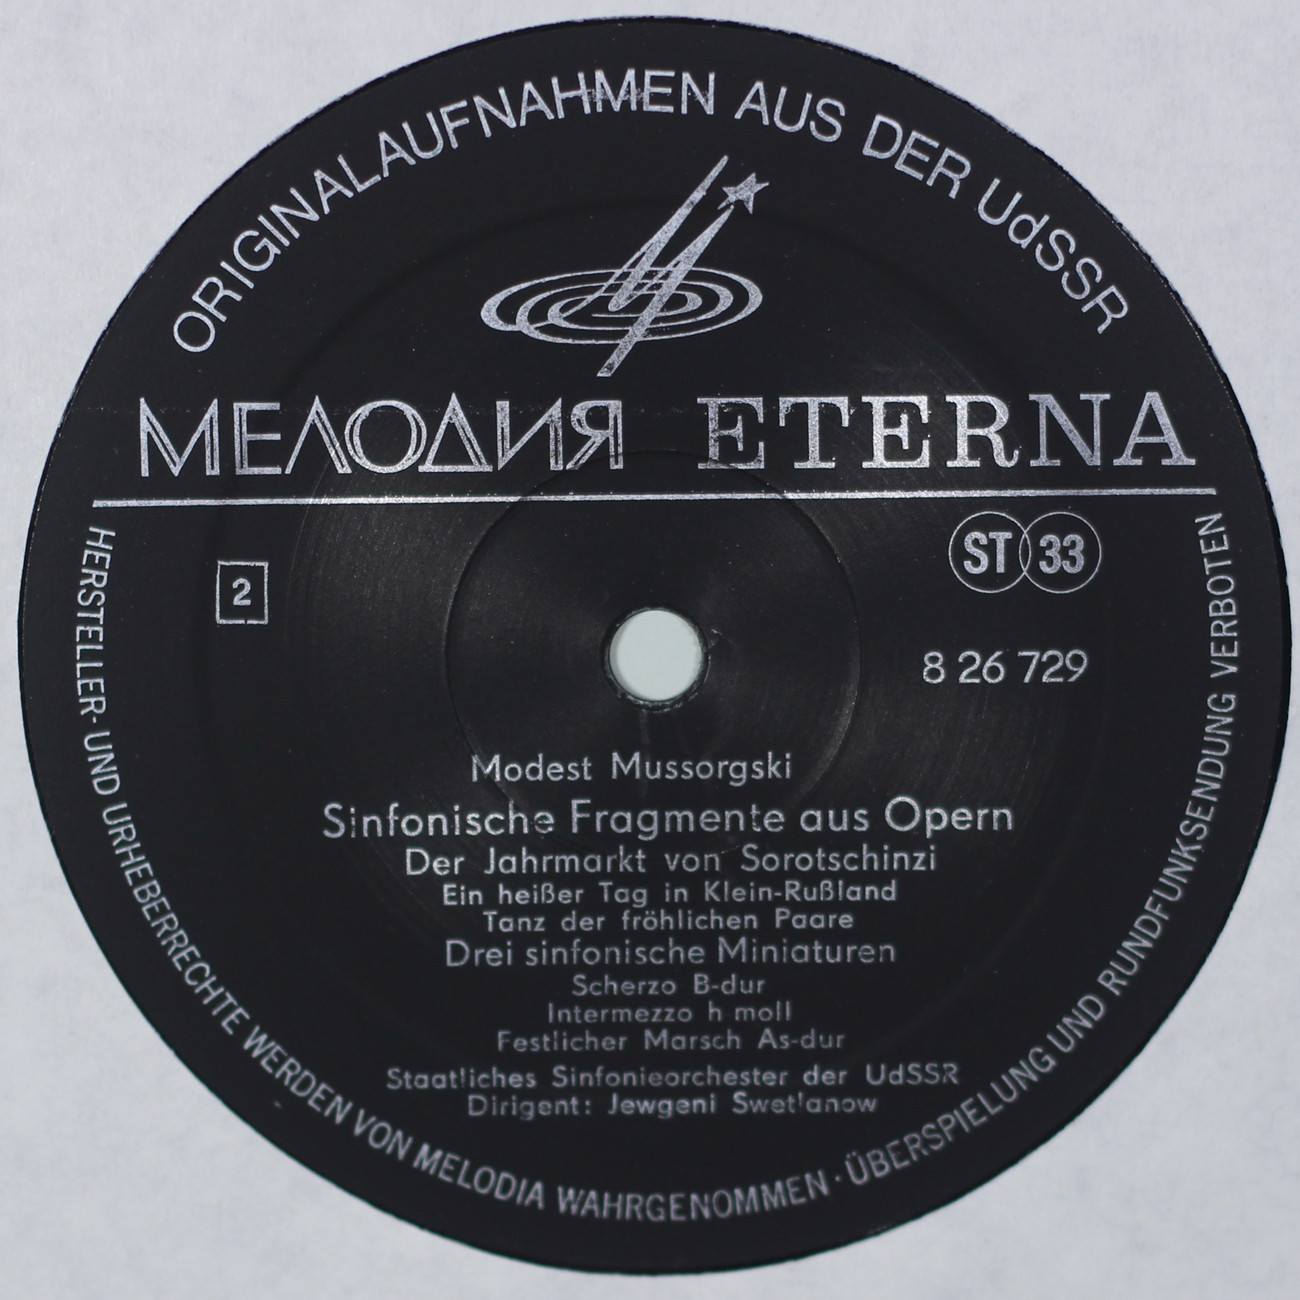 ORIGINALAUFNAHMEN AUS DER UdSSR
МЕЛОДИЯ ETERNA
2
ST 33
8 26 729
Modest Mussorgski
Sinfonische Fragmente aus Opern
Der Jahrmarkt von Sorotschinzi
Ein heißer Tag in Klein-Rußland
Tanz der fröhlichen Paare
Drei sinfonische Miniaturen
Scherzo B-dur
Intermezzo h moll
Festlicher Marsch As-dur
Staatliches Sinfonieorchester der UdSSR
Dirigent: Jewgeni Swetlanow
HERSTELLER- UND URHEBERRECHTE WERDEN VON MELODIA WAHRGENOMMEN · ÜBERSPIELUNG UND RUNDFUNKSENDUNG VERBOTEN